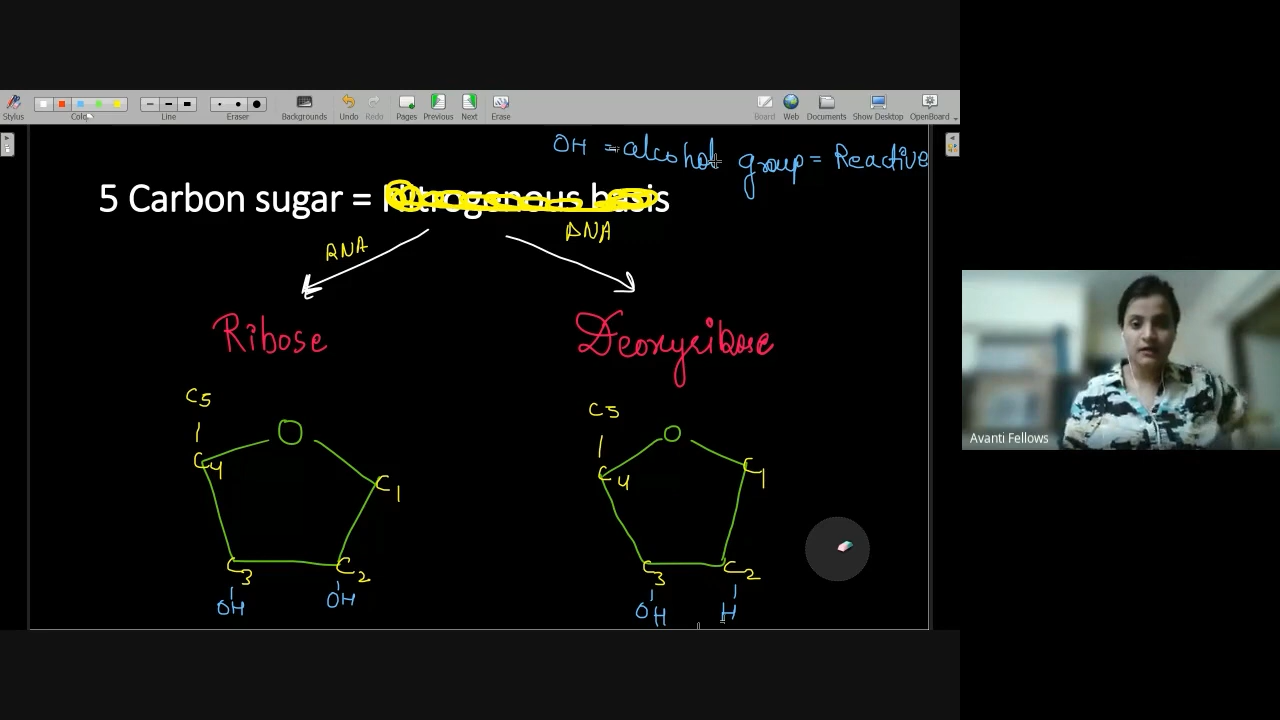 Stylus Color Line Eraser Backgrounds Undo Redo Pages Previous Next Erase Board Web Documents Show Desktop OpenBoard
OH = alcohol group = Reactive
5 Carbon sugar = Nitrogenous basis
RNA DNA
Ribose Deoxyribose
C5 C5
O O
C4 C1 C4 C1
C3 C2 C3 C2
OH OH OH H
Avanti Fellows